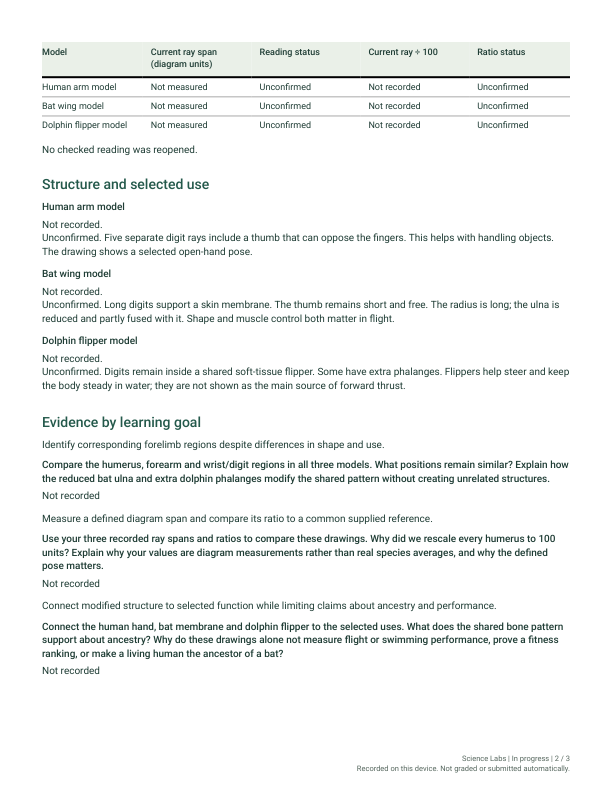 Model Current ray span (diagram units) Reading status Current ray ÷ 100 Ratio status
Human arm model Not measured Unconfirmed Not recorded Unconfirmed
Bat wing model Not measured Unconfirmed Not recorded Unconfirmed
Dolphin flipper model Not measured Unconfirmed Not recorded Unconfirmed
No checked reading was reopened.
Structure and selected use
Human arm model
Not recorded.
Unconfirmed. Five separate digit rays include a thumb that can oppose the fingers. This helps with handling objects.
The drawing shows a selected open-hand pose.
Bat wing model
Not recorded.
Unconfirmed. Long digits support a skin membrane. The thumb remains short and free. The radius is long; the ulna is
reduced and partly fused with it. Shape and muscle control both matter in flight.
Dolphin flipper model
Not recorded.
Unconfirmed. Digits remain inside a shared soft-tissue flipper. Some have extra phalanges. Flippers help steer and keep
the body steady in water; they are not shown as the main source of forward thrust.
Evidence by learning goal
Identify corresponding forelimb regions despite differences in shape and use.
Compare the humerus, forearm and wrist/digit regions in all three models. What positions remain similar? Explain how
the reduced bat ulna and extra dolphin phalanges modify the shared pattern without creating unrelated structures.
Not recorded
Measure a defined diagram span and compare its ratio to a common supplied reference.
Use your three recorded ray spans and ratios to compare these drawings. Why did we rescale every humerus to 100
units? Explain why your values are diagram measurements rather than real species averages, and why the defined
pose matters.
Not recorded
Connect modified structure to selected function while limiting claims about ancestry and performance.
Connect the human hand, bat membrane and dolphin flipper to the selected uses. What does the shared bone pattern
support about ancestry? Why do these drawings alone not measure flight or swimming performance, prove a fitness
ranking, or make a living human the ancestor of a bat?
Not recorded
Science Labs | In progress | 2 / 3
Recorded on this device. Not graded or submitted automatically.